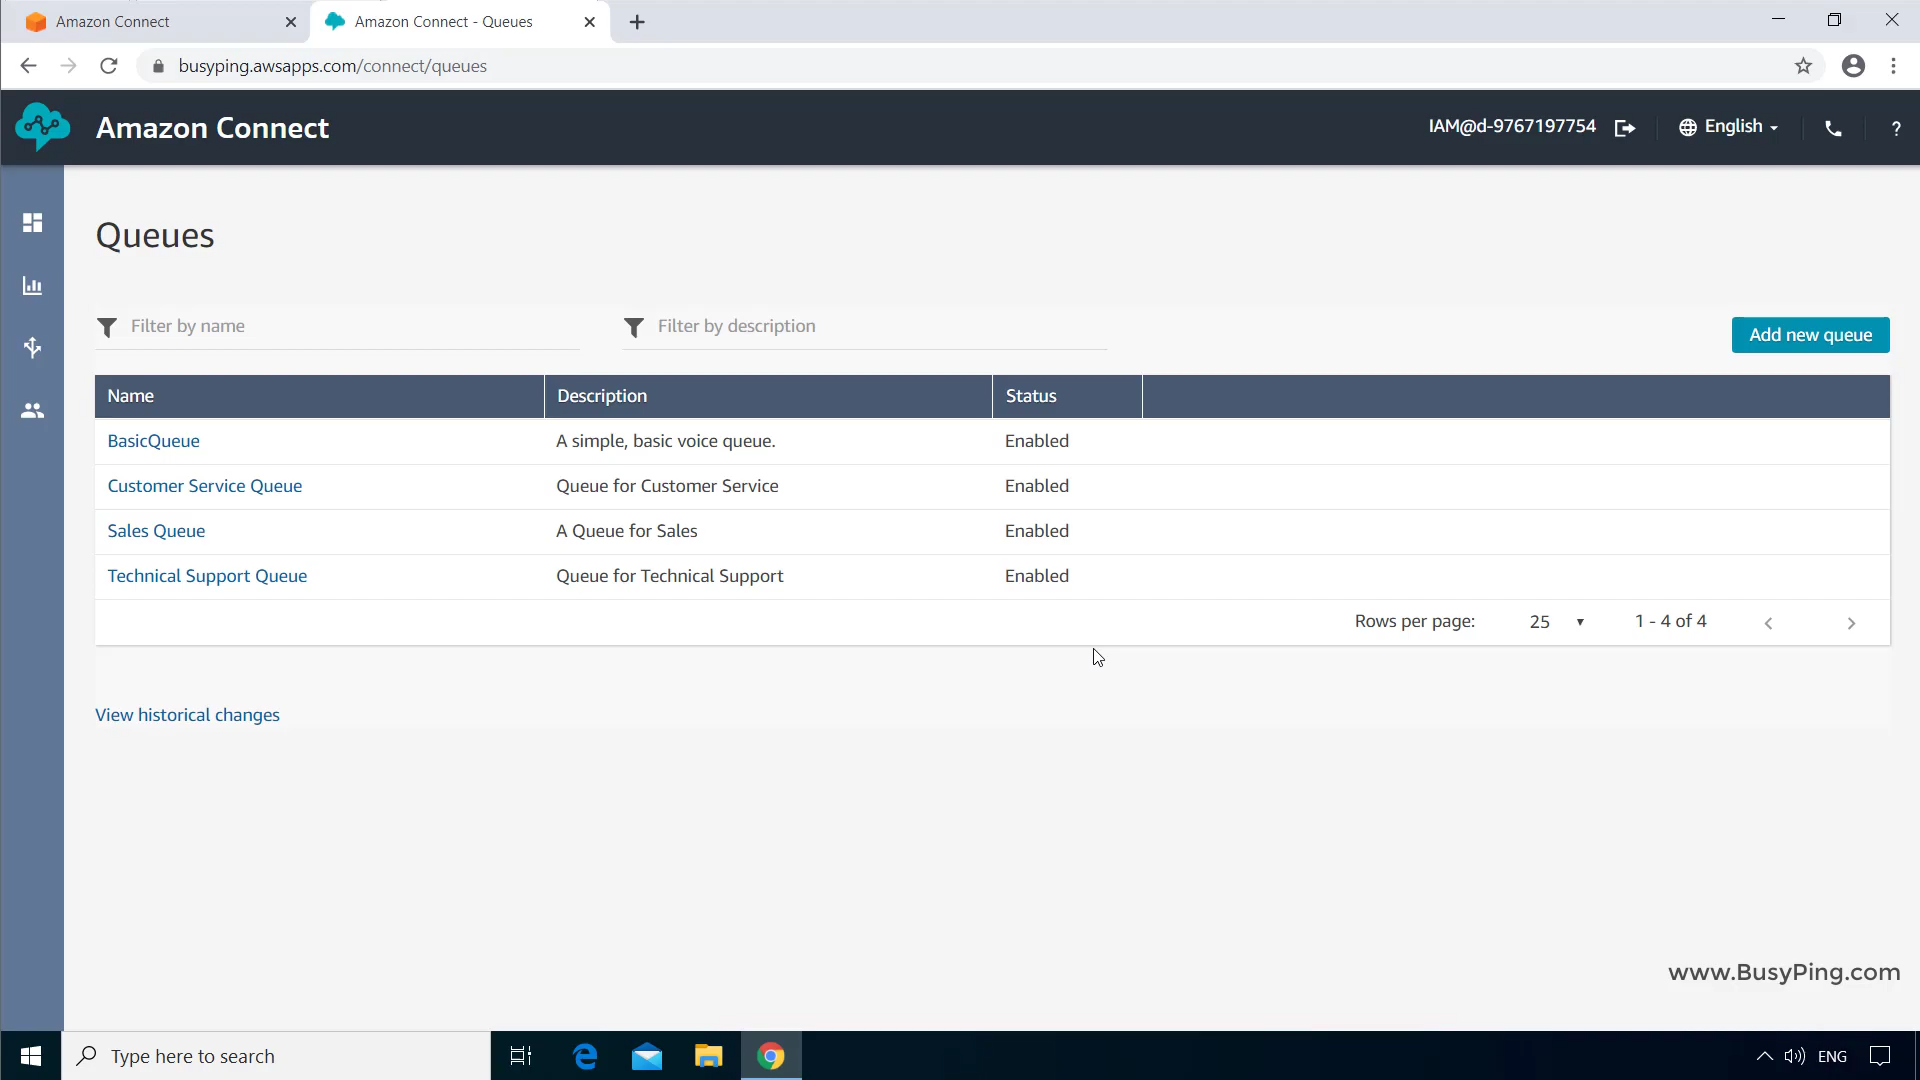 Amazon Connect
Amazon Connect - Queues
busyping.awsapps.com/connect/queues
Amazon Connect
IAM@d-9767197754
English
?
Queues
Filter by name
Filter by description
Add new queue
Name Description Status
BasicQueue A simple, basic voice queue. Enabled
Customer Service Queue Queue for Customer Service Enabled
Sales Queue A Queue for Sales Enabled
Technical Support Queue Queue for Technical Support Enabled
Rows per page: 25 1 - 4 of 4
View historical changes
www.BusyPing.com
Type here to search
ENG